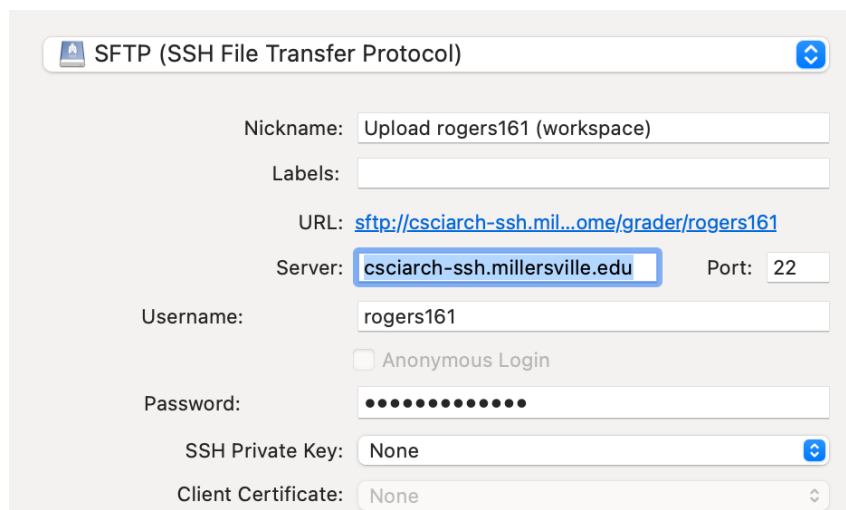 SFTP (SSH File Transfer Protocol)
Nickname: Upload rogers161 (workspace)
Labels:
URL: sftp://csciarch-ssh.mil...ome/grader/rogers161
Server: csciarch-ssh.millersville.edu Port: 22
Username: rogers161
Anonymous Login
Password: •••••••••••••
SSH Private Key: None
Client Certificate: None